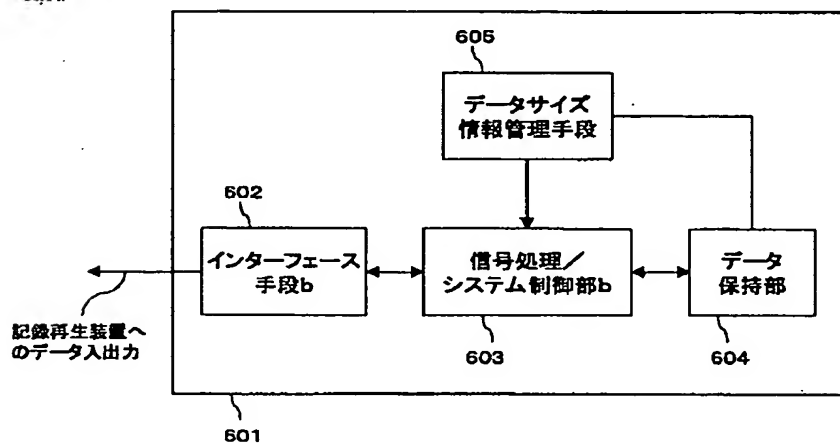 605
データサイズ
情報管理手段
602
インターフェース
手段b
信号処理／
システム制御部b
データ
保持部
記録再生装置へ
のデータ入出力
603
604
601